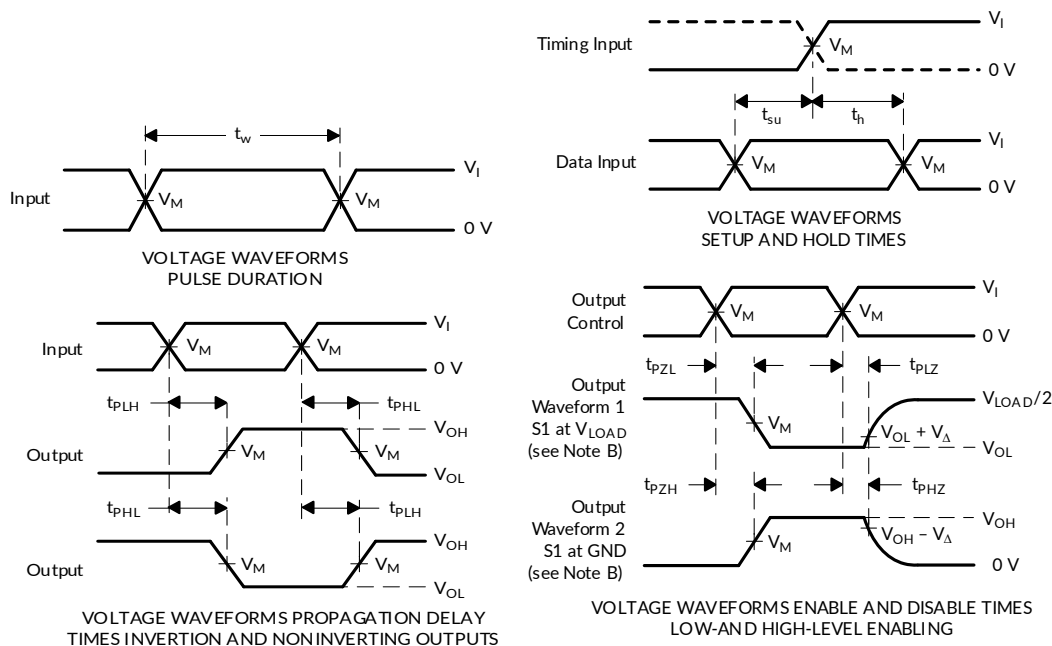 t_w
V_I
Input
V_M
V_M
0 V
VOLTAGE WAVEFORMS
PULSE DURATION
V_I
Timing Input
V_M
0 V
t_su
t_h
V_I
Data Input
V_M
V_M
0 V
VOLTAGE WAVEFORMS
SETUP AND HOLD TIMES
V_I
Input
V_M
V_M
0 V
t_PLH
t_PHL
V_OH
Output
V_M
V_M
V_OL
t_PHL
t_PLH
V_OH
Output
V_M
V_M
V_OL
VOLTAGE WAVEFORMS PROPAGATION DELAY
TIMES INVERTION AND NONINVERTING OUTPUTS
V_I
Output
Control
V_M
V_M
0 V
t_PZL
t_PLZ
Output
Waveform 1
S1 at V_LOAD
(see Note B)
V_LOAD/2
V_M
V_OL + V_Δ
V_OL
t_PZH
t_PHZ
Output
Waveform 2
S1 at GND
(see Note B)
V_OH
V_M
V_OH – V_Δ
0 V
VOLTAGE WAVEFORMS ENABLE AND DISABLE TIMES
LOW-AND HIGH-LEVEL ENABLING